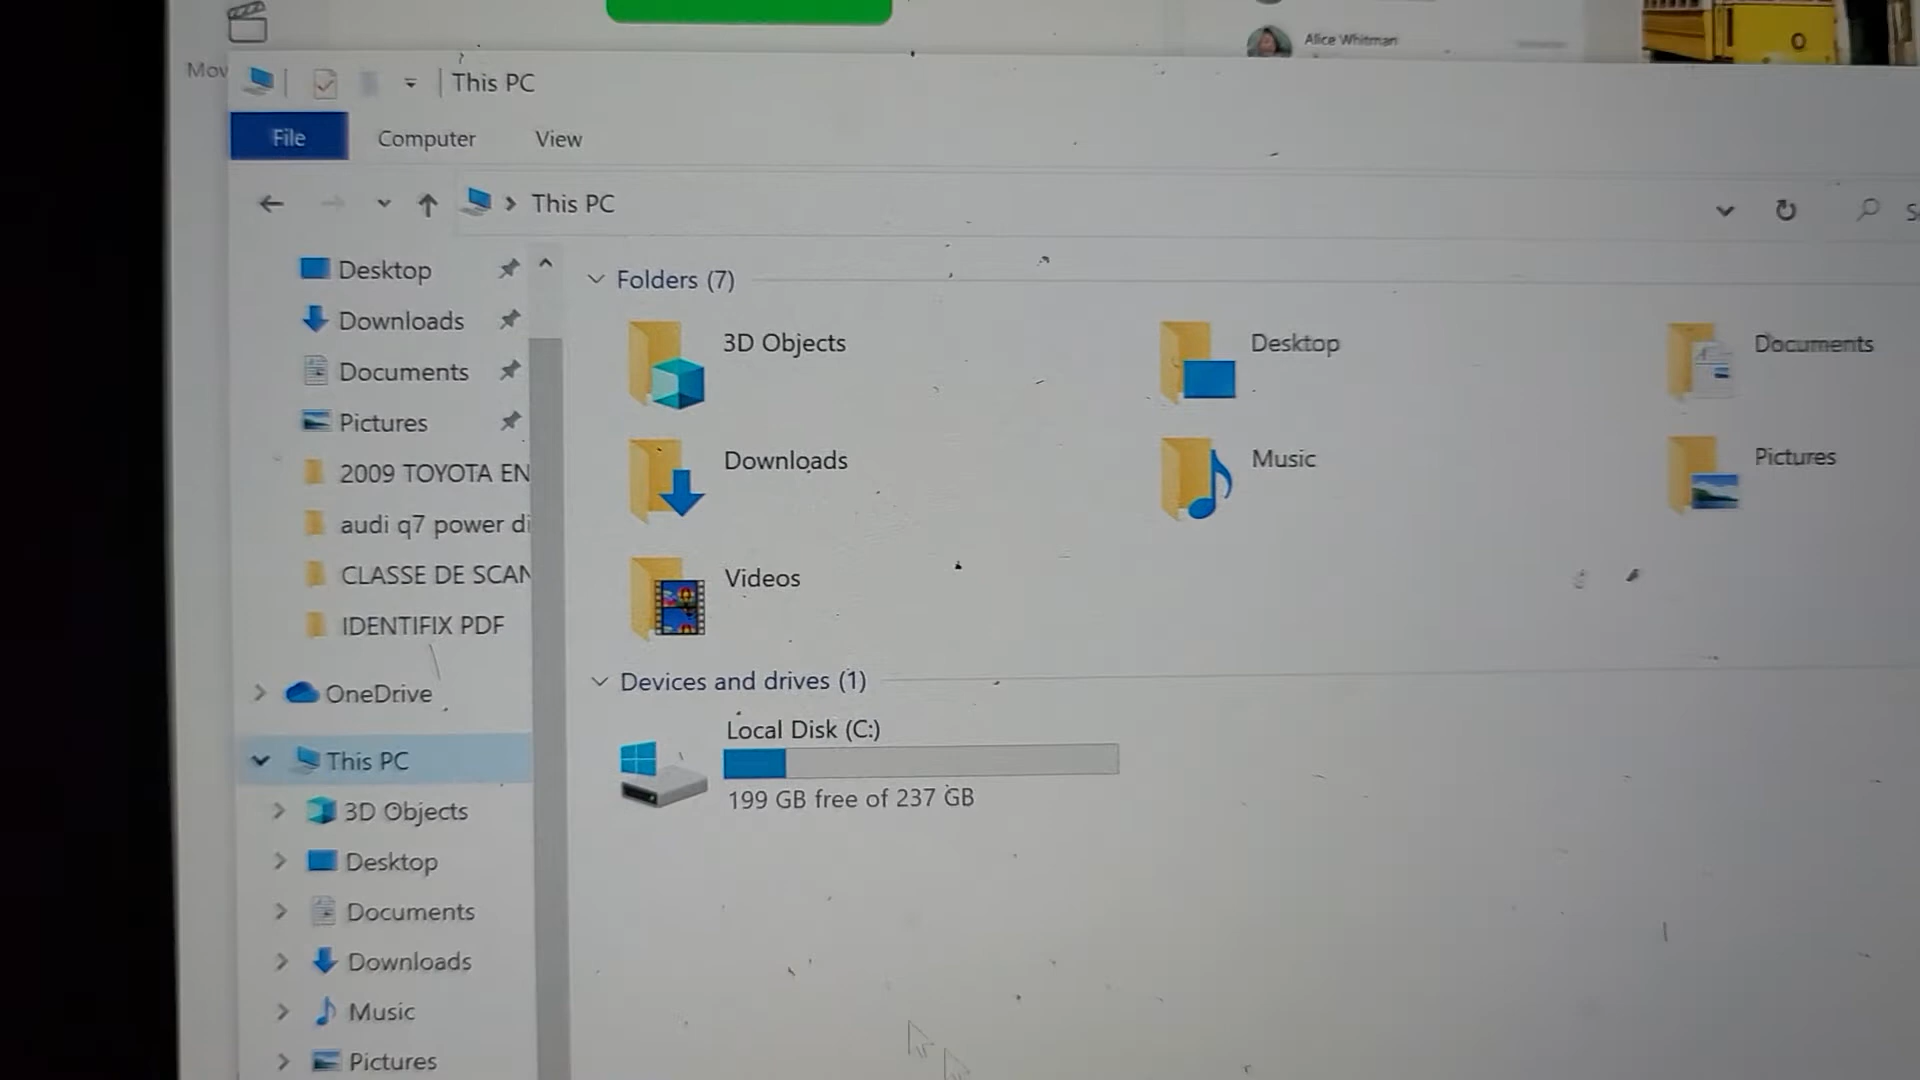 Alice Whitman
Mov
This PC
File
Computer
View
This PC
Desktop
Downloads
Documents
Pictures
2009 TOYOTA EN
audi q7 power di
CLASSE DE SCAN
IDENTIFIX PDF
OneDrive
This PC
3D Objects
Desktop
Documents
Downloads
Music
Pictures
Folders (7)
3D Objects
Desktop
Documents
Downloads
Music
Pictures
Videos
Devices and drives (1)
Local Disk (C:)
199 GB free of 237 GB